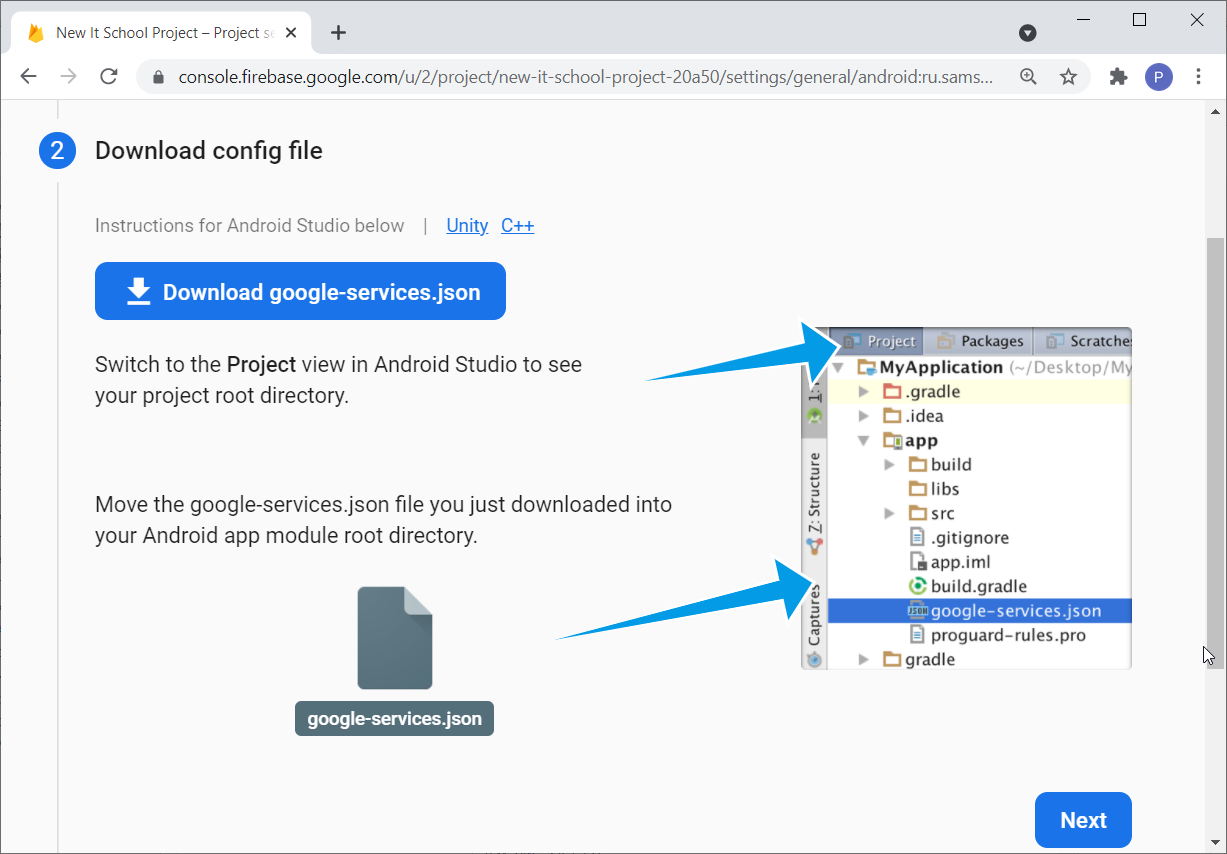 New It School Project – Project se
console.firebase.google.com/u/2/project/new-it-school-project-20a50/settings/general/android:ru.sams...
P
2 Download config file
Instructions for Android Studio below | Unity C++
Download google-services.json
Switch to the Project view in Android Studio to see
your project root directory.
Move the google-services.json file you just downloaded into
your Android app module root directory.
google-services.json
Project Packages Scratches
MyApplication (~/Desktop/My
.gradle
.idea
app
build
libs
src
.gitignore
app.iml
build.gradle
JSON google-services.json
proguard-rules.pro
gradle
1:
Z: Structure
Captures
Next